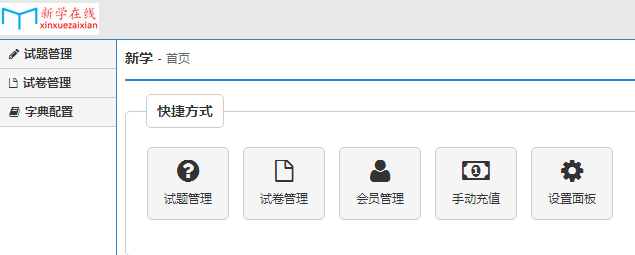 新学在线
xinxuezaixian
试题管理
试卷管理
字典配置
新学 - 首页
快捷方式
试题管理 试卷管理 会员管理 手动充值 设置面板